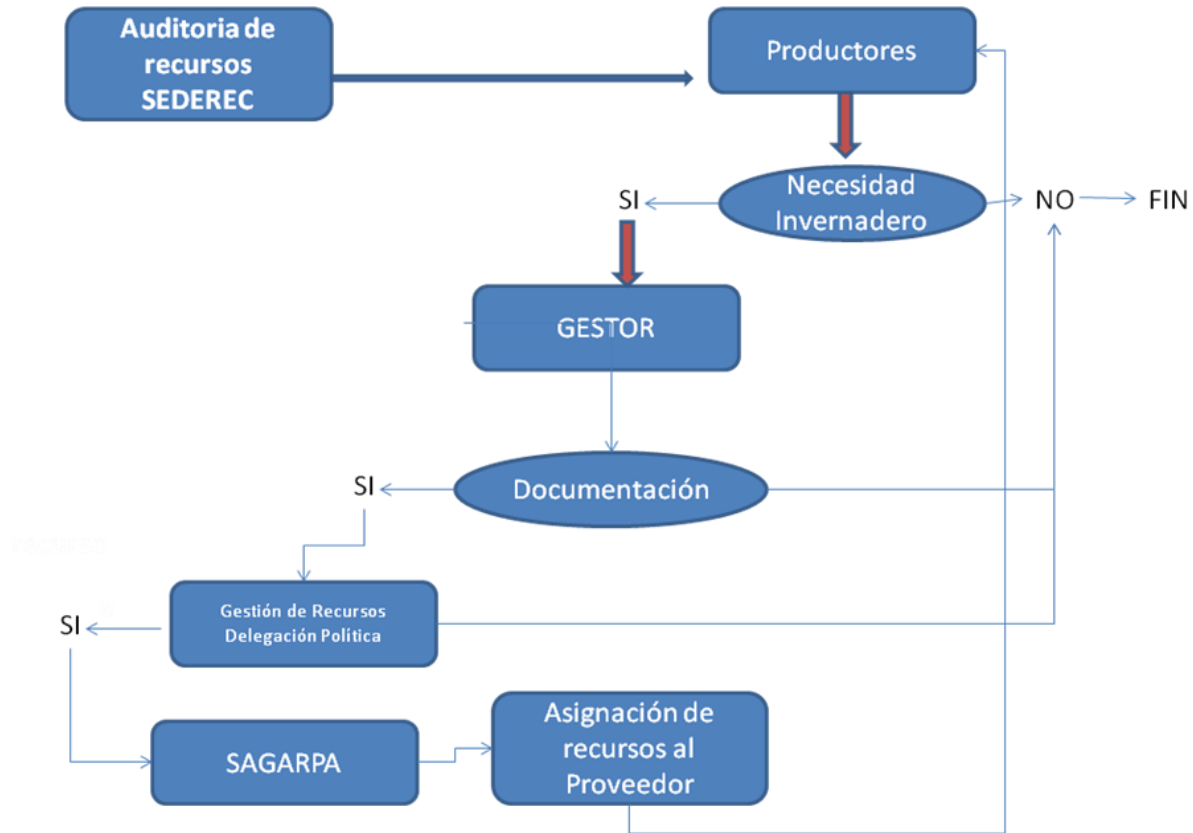 Auditoria de
recursos
SEDEREC
Productores
Necesidad
Invernadero
SI
NO
FIN
GESTOR
Documentación
SI
recurso
Gestión de Recursos
Delegación Política
SI
SAGARPA
Asignación de
recursos al
Proveedor